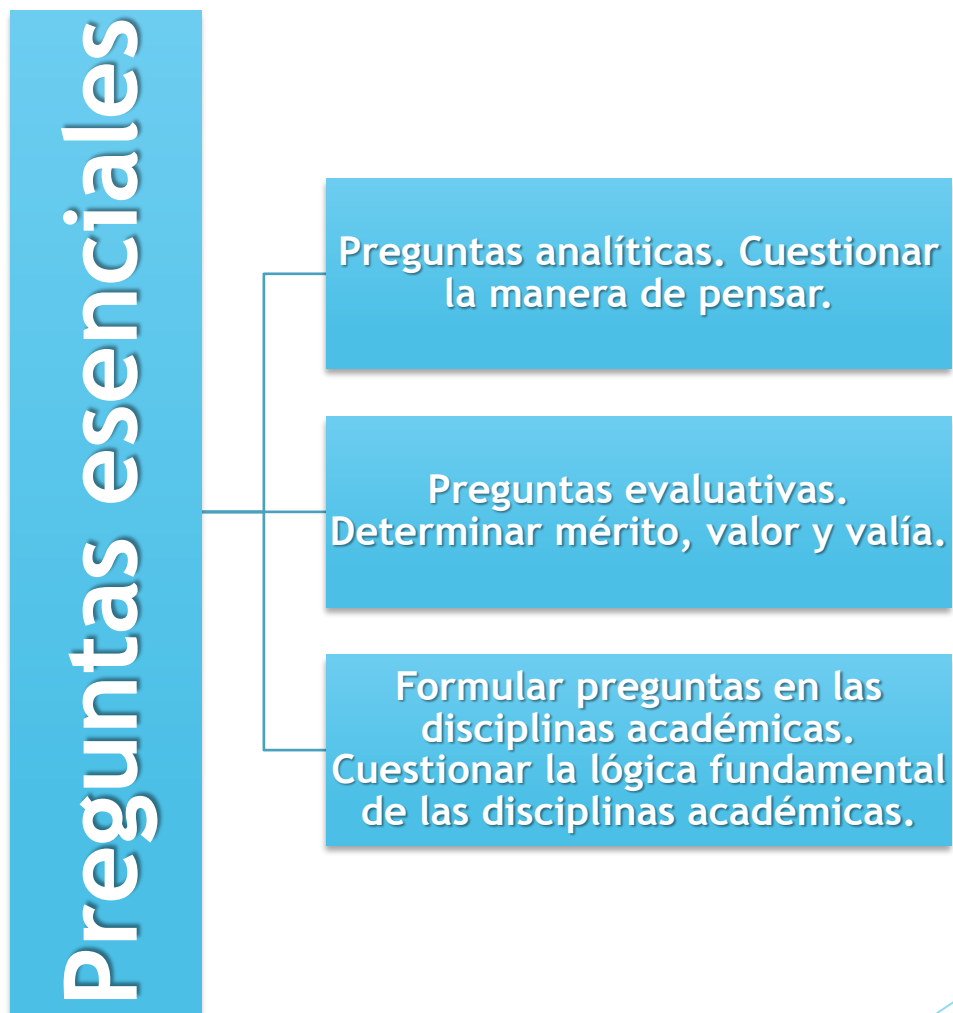 Preguntas esenciales
Preguntas analíticas. Cuestionar
la manera de pensar.
Preguntas evaluativas.
Determinar mérito, valor y valía.
Formular preguntas en las
disciplinas académicas.
Cuestionar la lógica fundamental
de las disciplinas académicas.